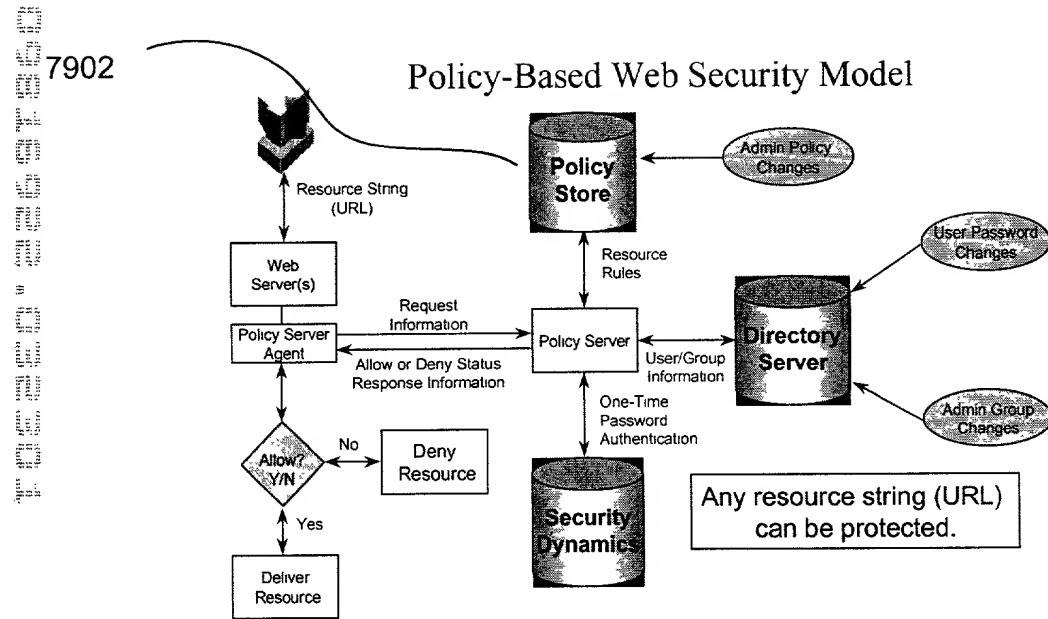 7902
Policy-Based Web Security Model
Resource String
(URL)
Policy
Store
Admin Policy
Changes
Web
Server(s)
Resource
Rules
User Password
Changes
Request
Information
Policy Server
Agent
Policy Server
Allow or Deny Status
Response Information
User/Group
Information
Directory
Server
One-Time
Password
Authentication
Admin Group
Changes
Allow?
Y/N
No
Deny
Resource
Yes
Security
Dynamics
Any resource string (URL)
can be protected.
Deliver
Resource